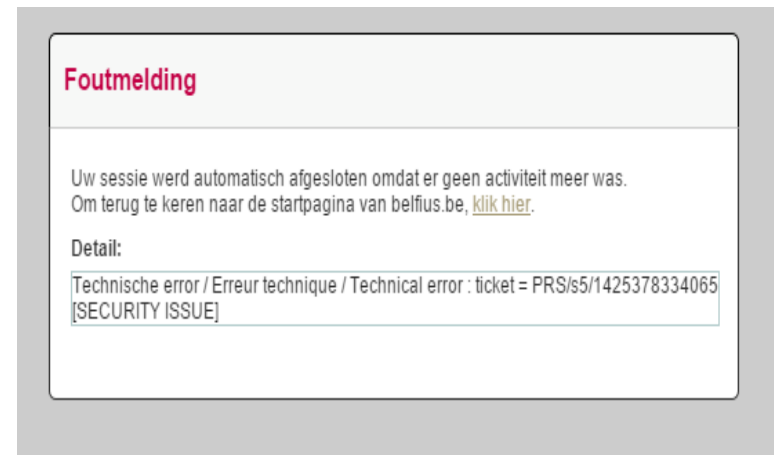 Foutmelding
Uw sessie werd automatisch afgesloten omdat er geen activiteit meer was.
Om terug te keren naar de startpagina van belfius.be, klik hier.
Detail:
Technische error / Erreur technique / Technical error : ticket = PRS/s5/1425378334065
[SECURITY ISSUE]